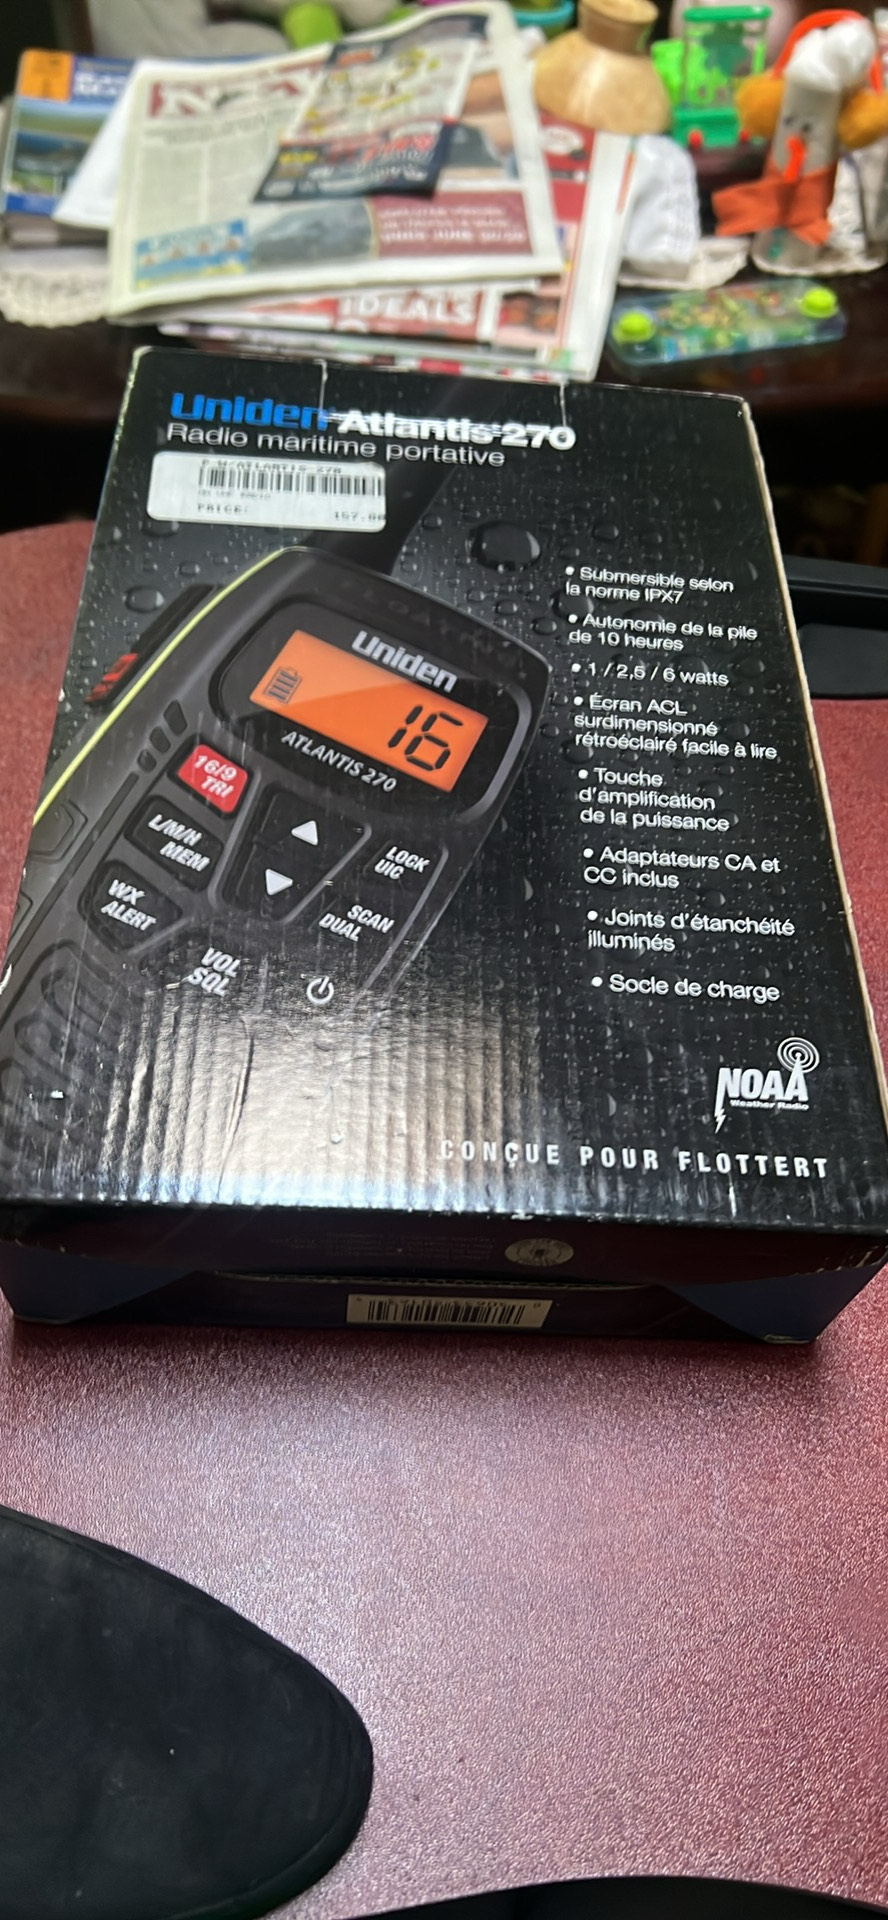 IDEALS
Uniden Atlantis 270
Radio maritime portative
PRICE:
• Submersible selon
la norme IPX7
• Autonomie de la pile
de 10 heures
• 1 / 2,5 / 6 watts
• Écran ACL
surdimensionné
rétroéclairé facile à lire
• Touche
d'amplification
de la puissance
• Adaptateurs CA et
CC inclus
• Joints d'étanchéité
illuminés
• Socle de charge
Uniden
16
ATLANTIS 270
16/9
TRI
L/M/H
MEM
LOCK
UIC
WX
ALERT
SCAN
DUAL
VOL
SQL
NOAA
Weather Radio
CONÇUE POUR FLOTTERT